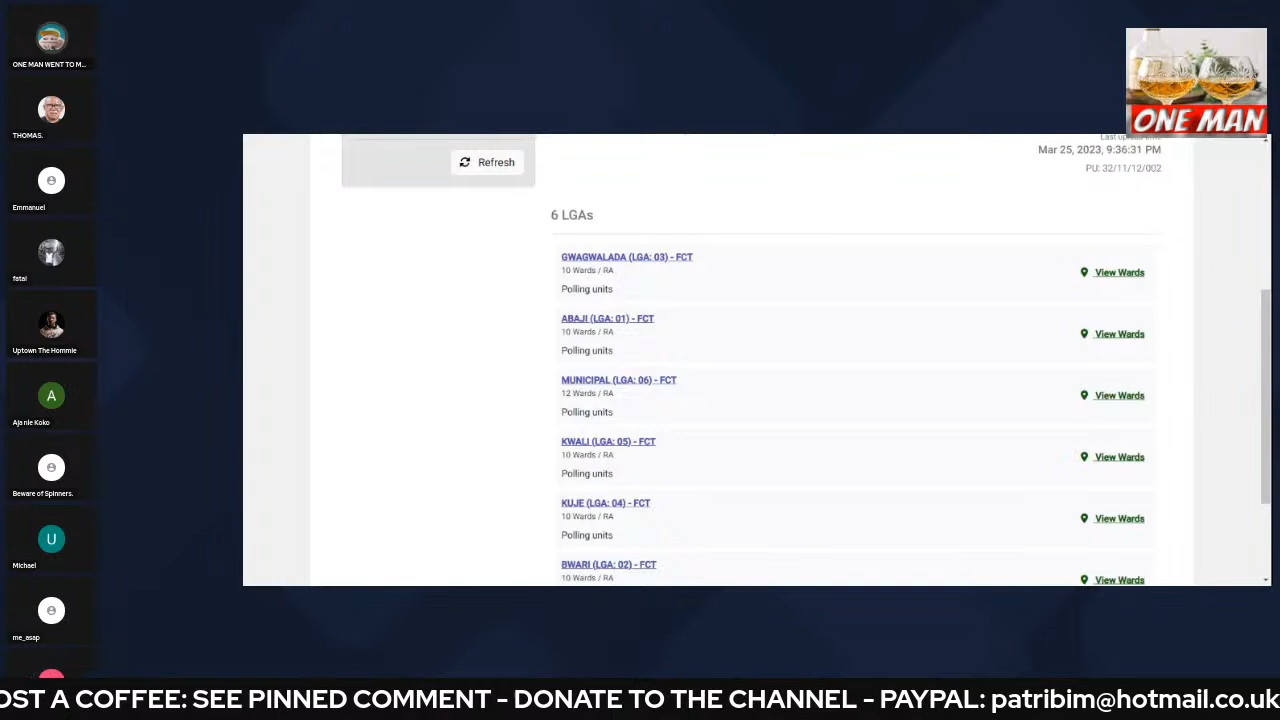 ONE MAN WENT TO M...
THOMAS.
Emmanuel
fatai
Uptown The Hommie
A
Aja nle Koko
Beware of Spinners.
U
Michael
me_asap
ONE MAN
Refresh
Last upload time
Mar 25, 2023, 9:36:31 PM
PU: 32/11/12/002
6 LGAs
GWAGWALADA (LGA: 03) - FCT
10 Wards / RA
View Wards
Polling units
ABAJI (LGA: 01) - FCT
10 Wards / RA
View Wards
Polling units
MUNICIPAL (LGA: 06) - FCT
12 Wards / RA
View Wards
Polling units
KWALI (LGA: 05) - FCT
10 Wards / RA
View Wards
Polling units
KUJE (LGA: 04) - FCT
10 Wards / RA
View Wards
Polling units
BWARI (LGA: 02) - FCT
10 Wards / RA
View Wards
OST A COFFEE: SEE PINNED COMMENT - DONATE TO THE CHANNEL - PAYPAL: patribim@hotmail.co.uk